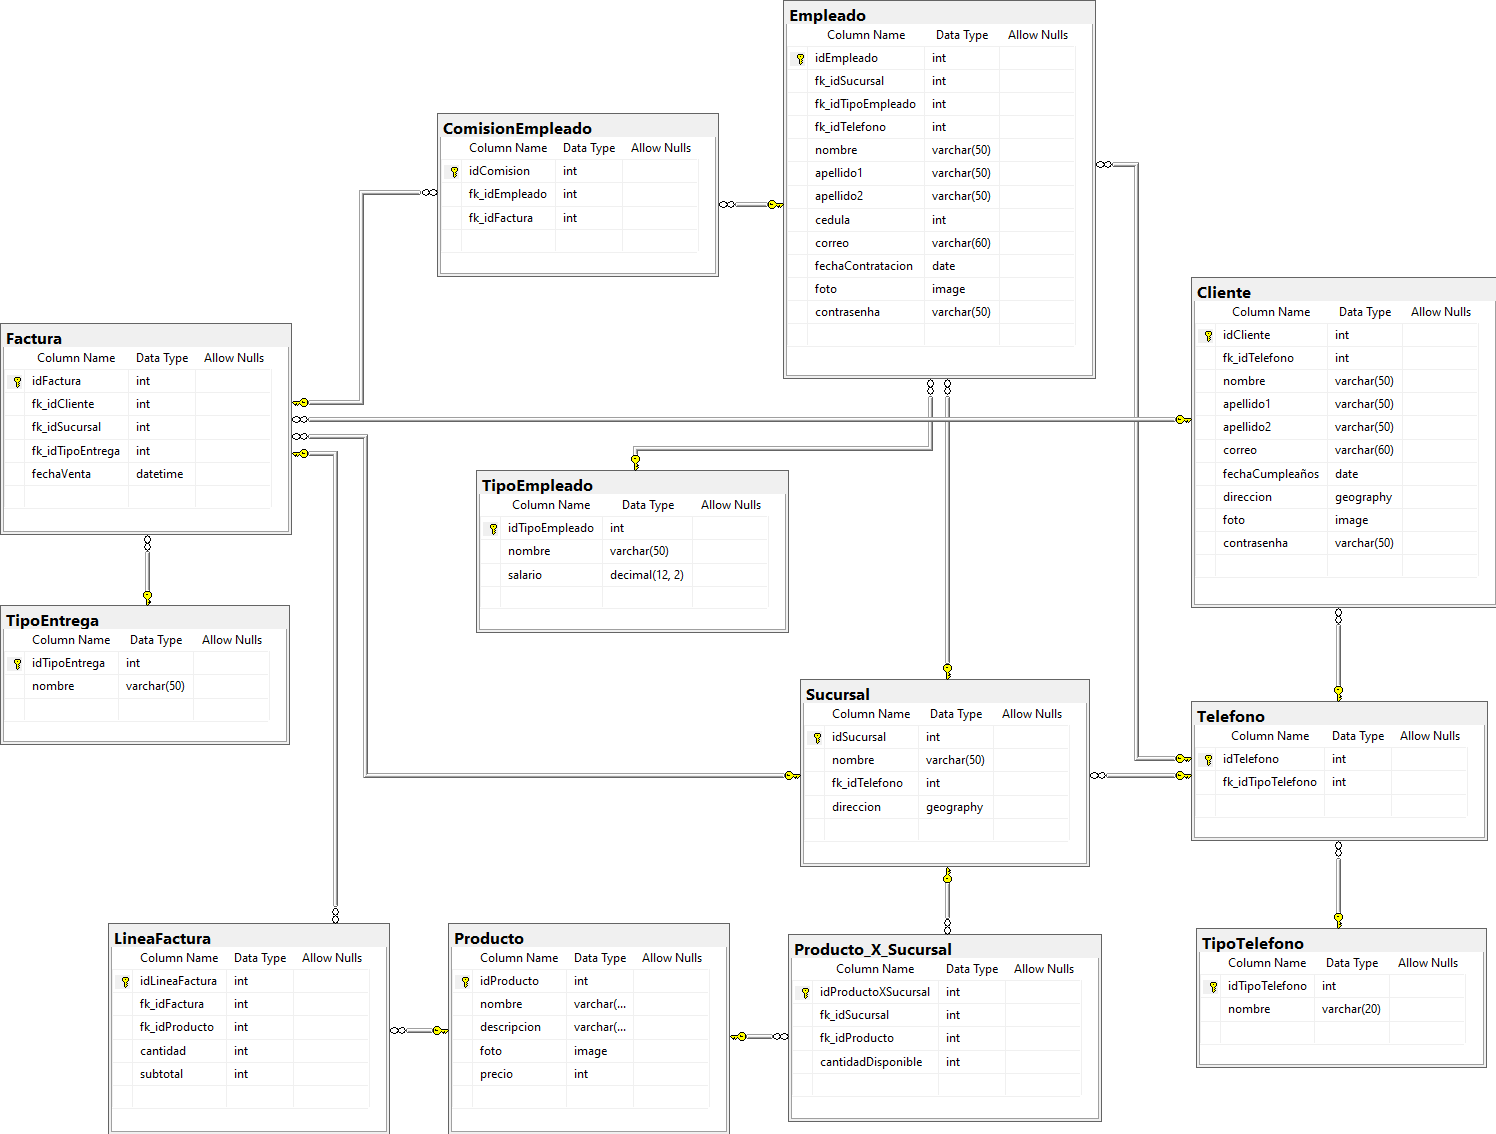 Empleado
Column Name Data Type Allow Nulls
idEmpleado int
fk_idSucursal int
fk_idTipoEmpleado int
fk_idTelefono int
nombre varchar(50)
apellido1 varchar(50)
apellido2 varchar(50)
cedula int
correo varchar(60)
fechaContratacion date
foto image
contrasenha varchar(50)
ComisionEmpleado
Column Name Data Type Allow Nulls
idComision int
fk_idEmpleado int
fk_idFactura int
Cliente
Column Name Data Type Allow Nulls
idCliente int
fk_idTelefono int
nombre varchar(50)
apellido1 varchar(50)
apellido2 varchar(50)
correo varchar(60)
fechaCumpleaños date
direccion geography
foto image
contrasenha varchar(50)
Factura
Column Name Data Type Allow Nulls
idFactura int
fk_idCliente int
fk_idSucursal int
fk_idTipoEntrega int
fechaVenta datetime
TipoEmpleado
Column Name Data Type Allow Nulls
idTipoEmpleado int
nombre varchar(50)
salario decimal(12, 2)
TipoEntrega
Column Name Data Type Allow Nulls
idTipoEntrega int
nombre varchar(50)
Sucursal
Column Name Data Type Allow Nulls
idSucursal int
nombre varchar(50)
fk_idTelefono int
direccion geography
Telefono
Column Name Data Type Allow Nulls
idTelefono int
fk_idTipoTelefono int
LineaFactura
Column Name Data Type Allow Nulls
idLineaFactura int
fk_idFactura int
fk_idProducto int
cantidad int
subtotal int
Producto
Column Name Data Type Allow Nulls
idProducto int
nombre varchar(...
descripcion varchar(...
foto image
precio int
Producto_X_Sucursal
Column Name Data Type Allow Nulls
idProductoXSucursal int
fk_idSucursal int
fk_idProducto int
cantidadDisponible int
TipoTelefono
Column Name Data Type Allow Nulls
idTipoTelefono int
nombre varchar(20)